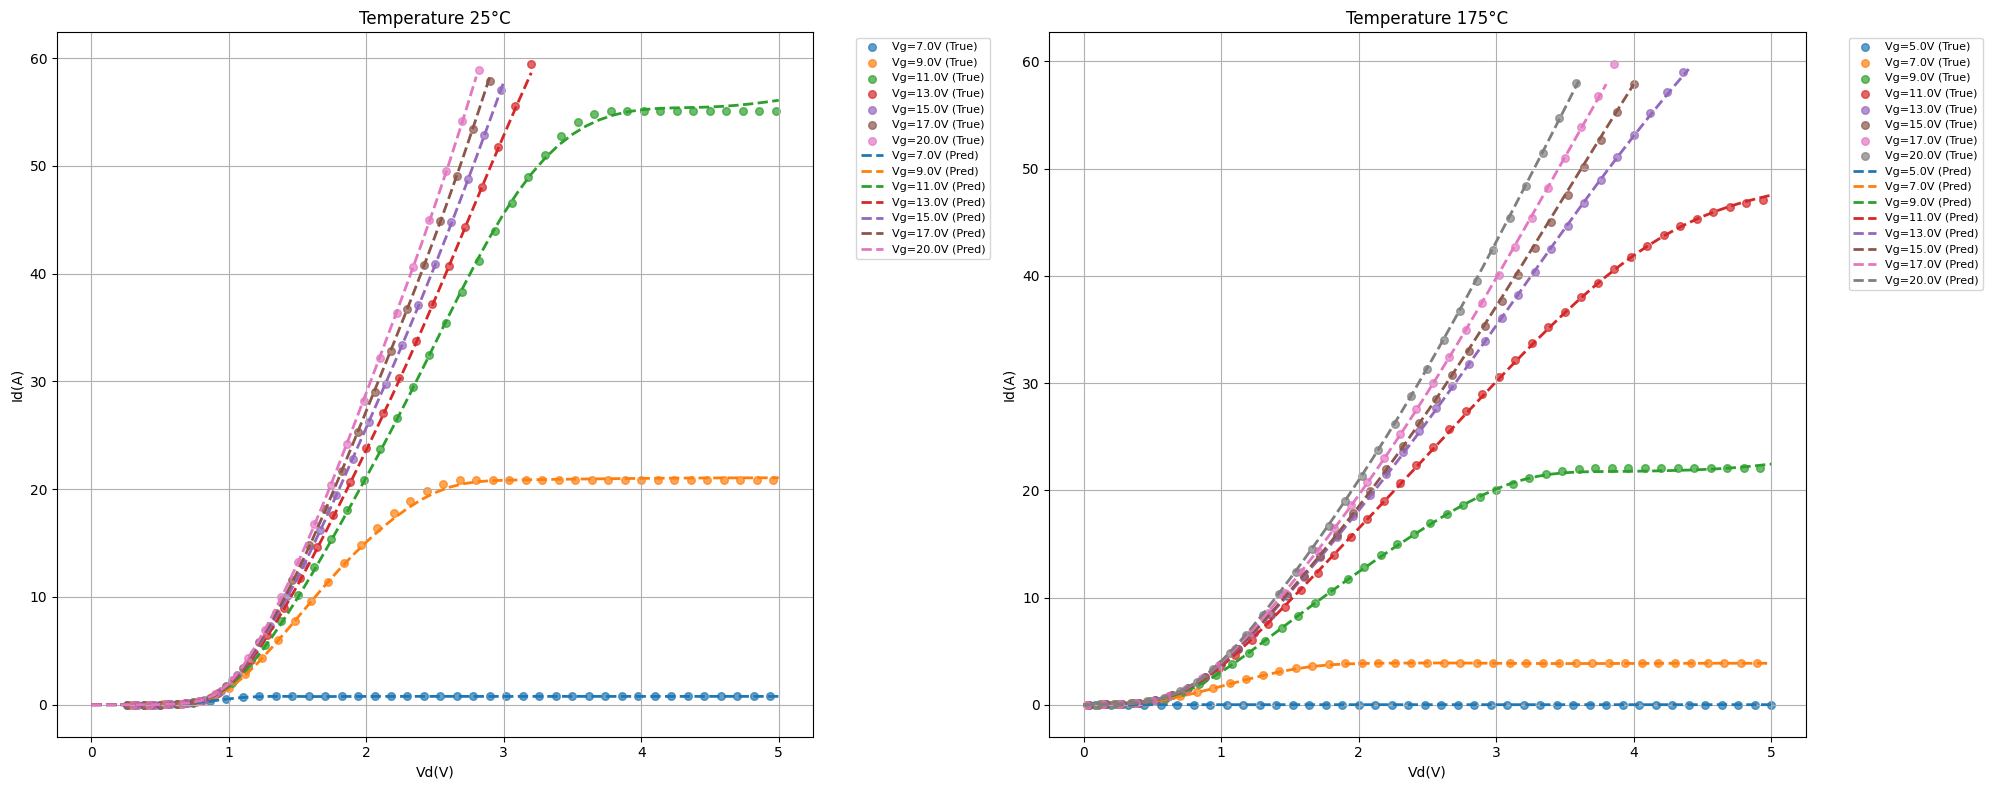 Temperature 25°C
60
50
40
30
20
10
0
Id(A)
0 1 2 3 4 5
Vd(V)
Vg=7.0V (True)
Vg=9.0V (True)
Vg=11.0V (True)
Vg=13.0V (True)
Vg=15.0V (True)
Vg=17.0V (True)
Vg=20.0V (True)
Vg=7.0V (Pred)
Vg=9.0V (Pred)
Vg=11.0V (Pred)
Vg=13.0V (Pred)
Vg=15.0V (Pred)
Vg=17.0V (Pred)
Vg=20.0V (Pred)
Temperature 175°C
60
50
40
30
20
10
0
Id(A)
0 1 2 3 4 5
Vd(V)
Vg=5.0V (True)
Vg=7.0V (True)
Vg=9.0V (True)
Vg=11.0V (True)
Vg=13.0V (True)
Vg=15.0V (True)
Vg=17.0V (True)
Vg=20.0V (True)
Vg=5.0V (Pred)
Vg=7.0V (Pred)
Vg=9.0V (Pred)
Vg=11.0V (Pred)
Vg=13.0V (Pred)
Vg=15.0V (Pred)
Vg=17.0V (Pred)
Vg=20.0V (Pred)